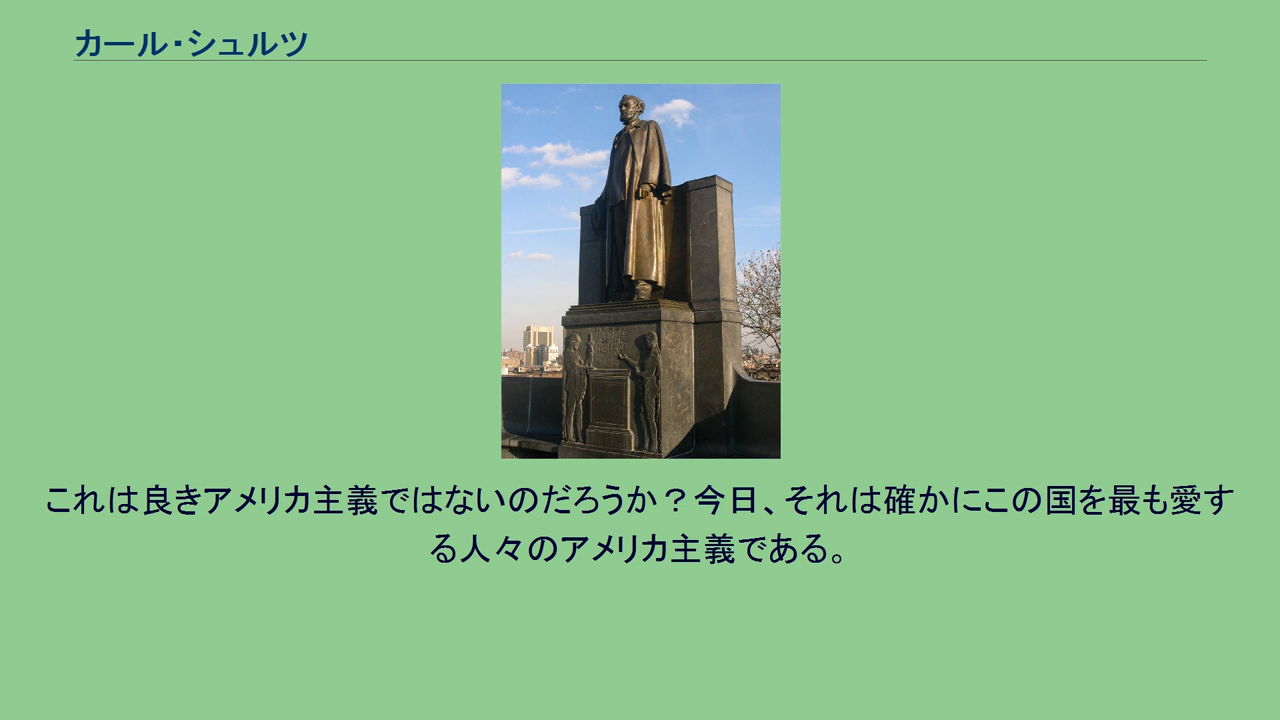 カール・シュルツ
これは良きアメリカ主義ではないのだろうか？今日、それは確かにこの国を最も愛す
る人々のアメリカ主義である。